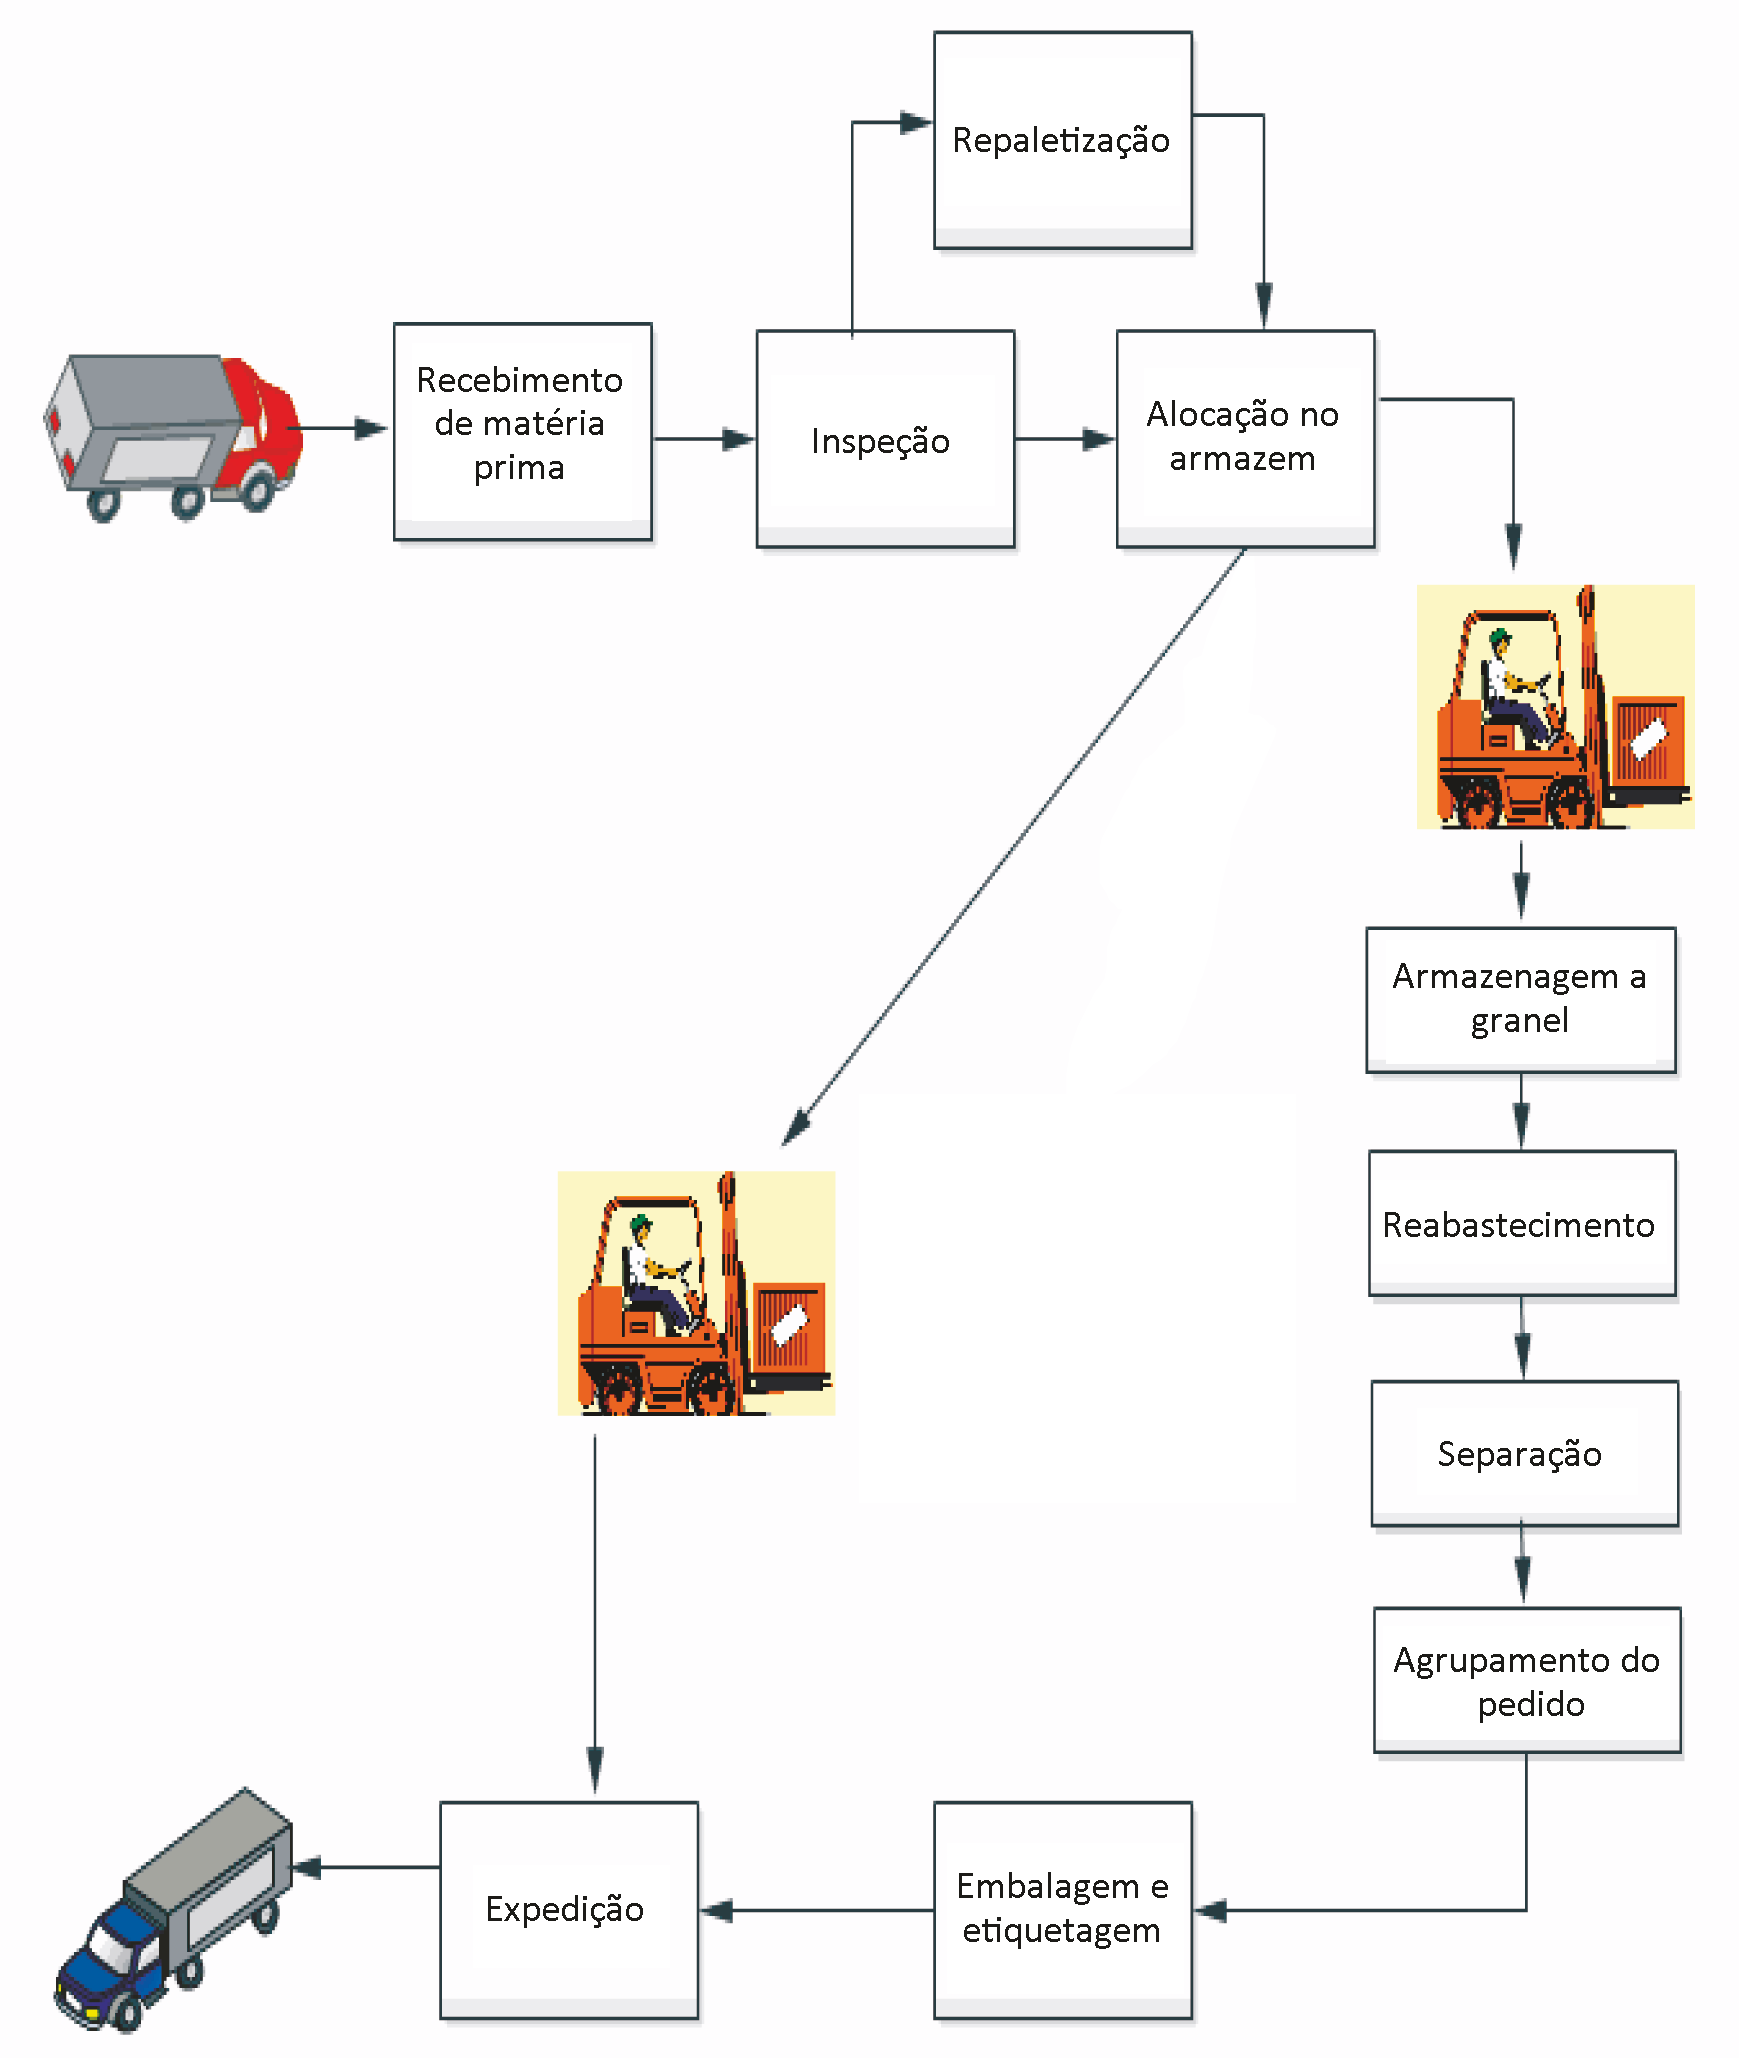 Repaletização
Recebimento
de matéria
prima
Inspeção
Alocação no
armazem
Armazenagem a
granel
Reabastecimento
Separação
Agrupamento do
pedido
Embalagem e
etiquetagem
Expedição